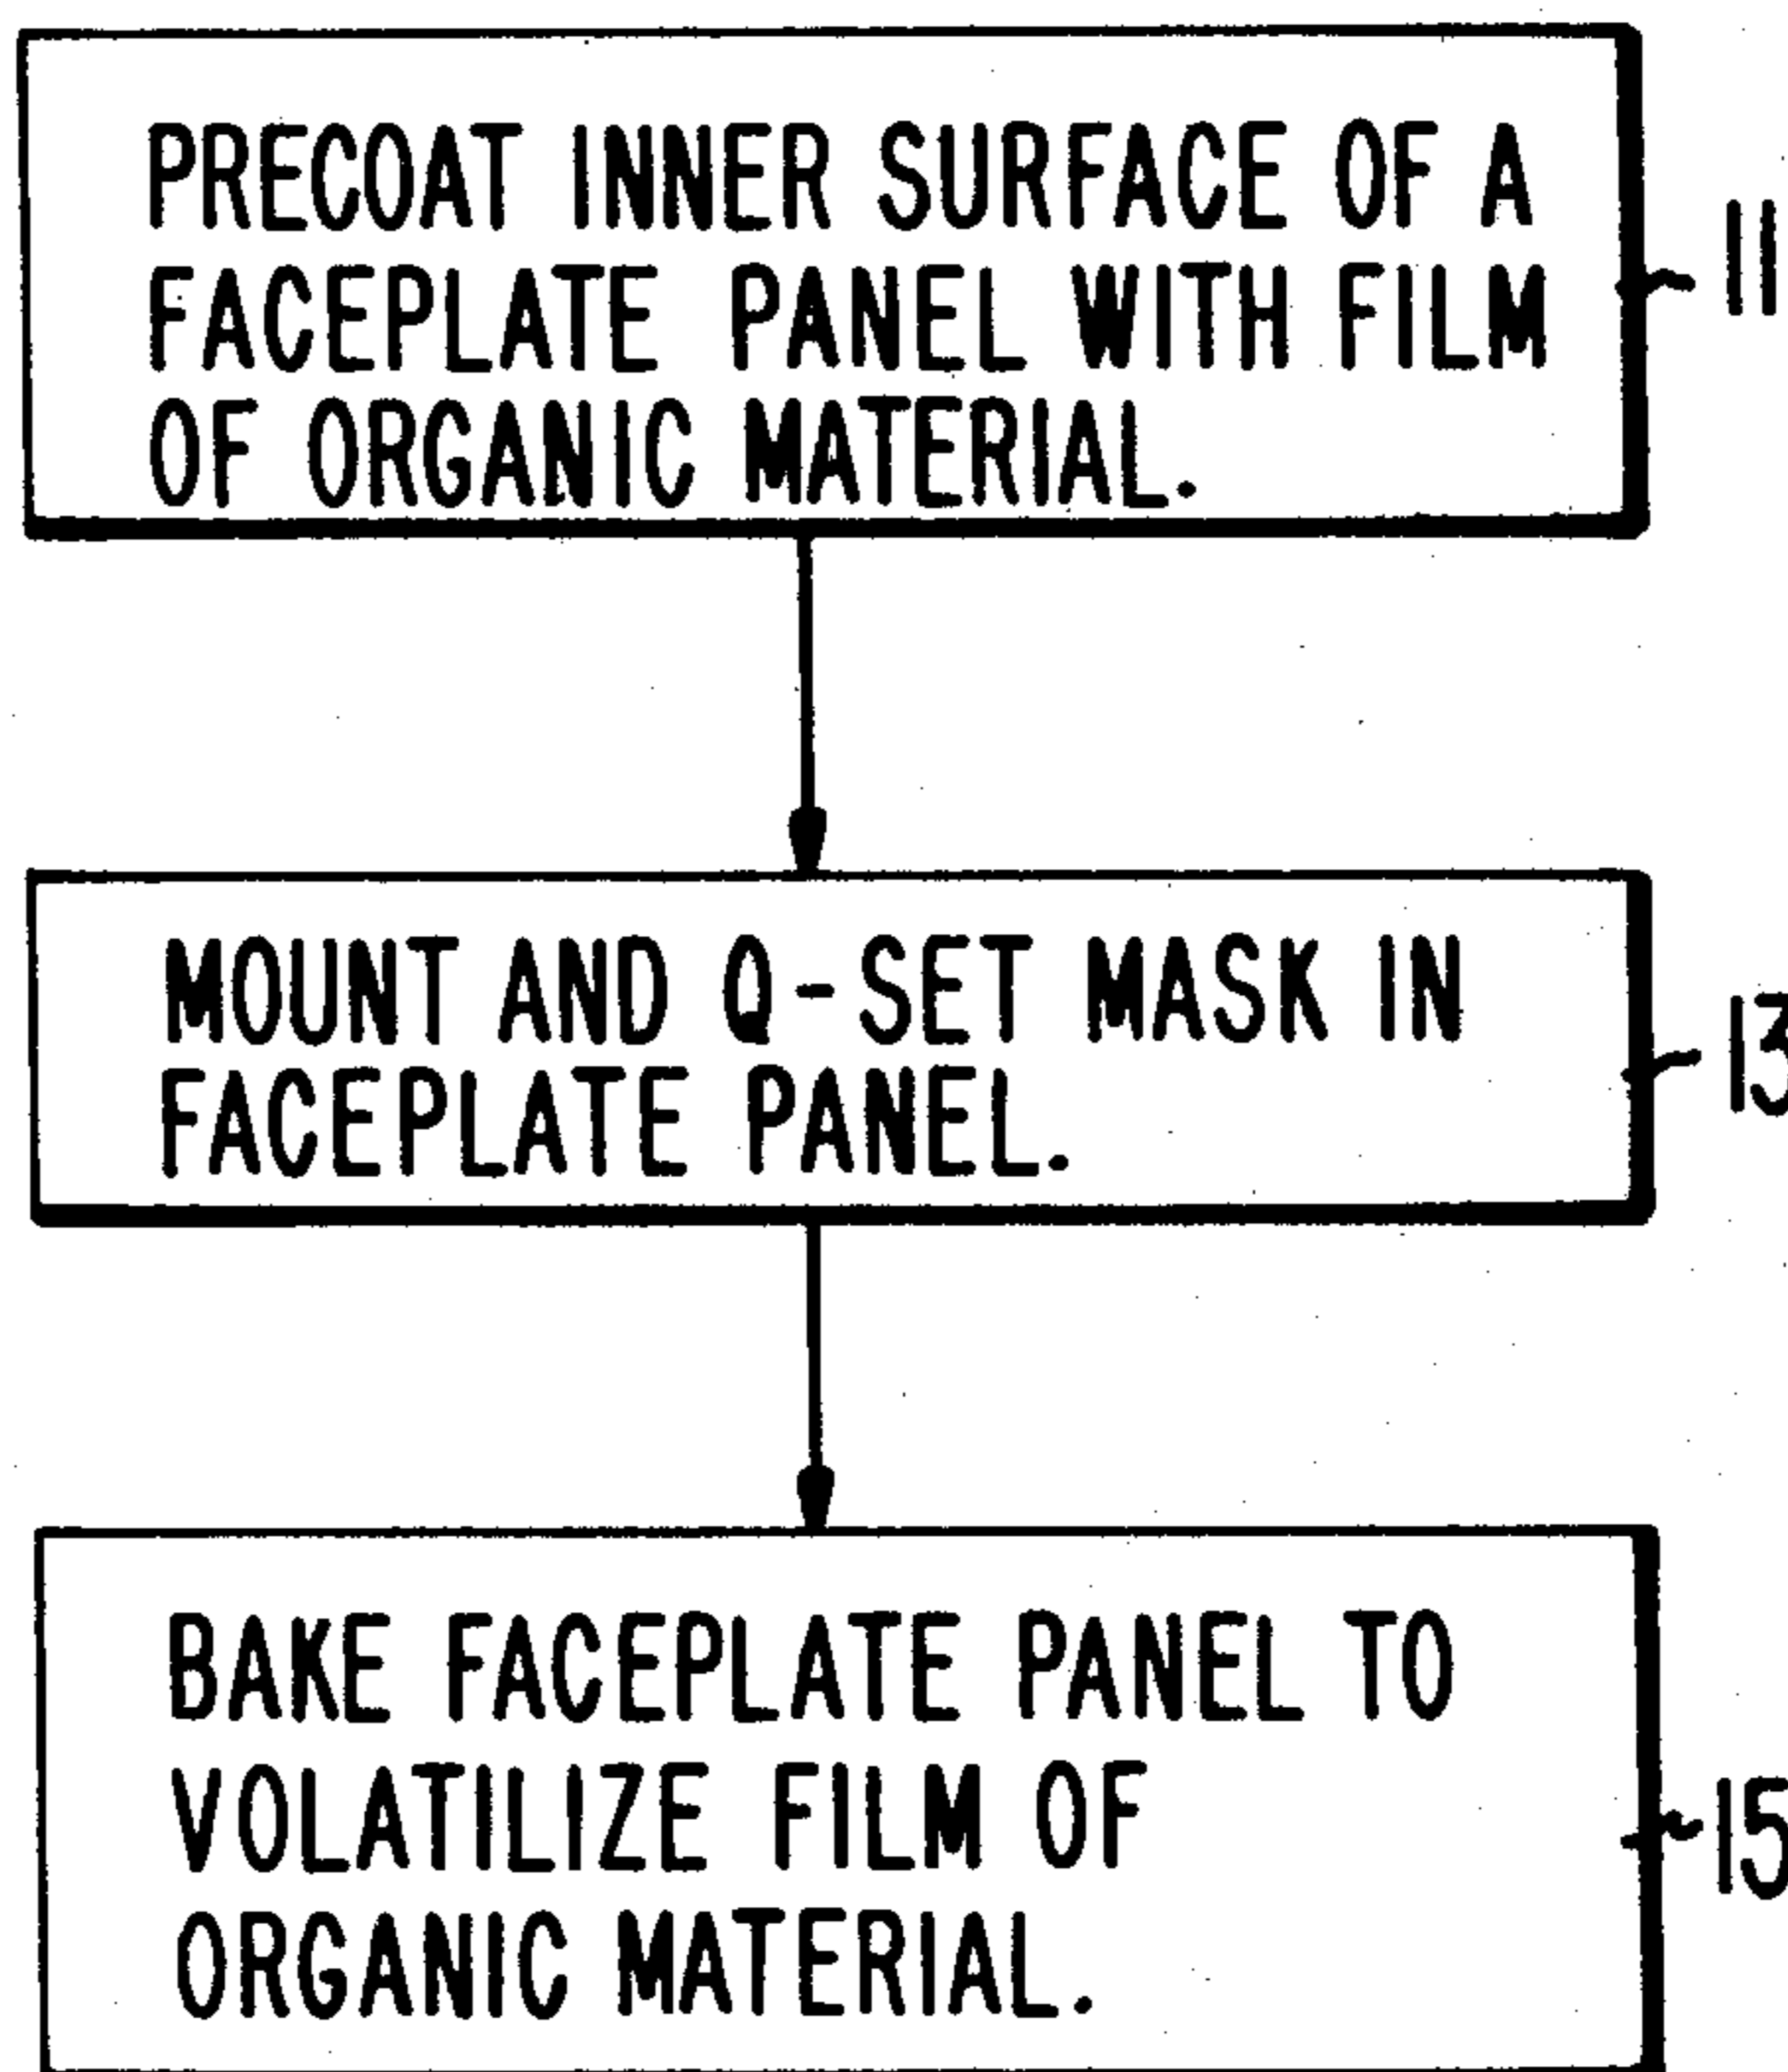 PRECOAT INNER SURFACE OF A
FACEPLATE PANEL WITH FILM
OF ORGANIC MATERIAL.
11
MOUNT AND Q-SET MASK IN
FACEPLATE PANEL.
13
BAKE FACEPLATE PANEL TO
VOLATILIZE FILM OF
ORGANIC MATERIAL.
15